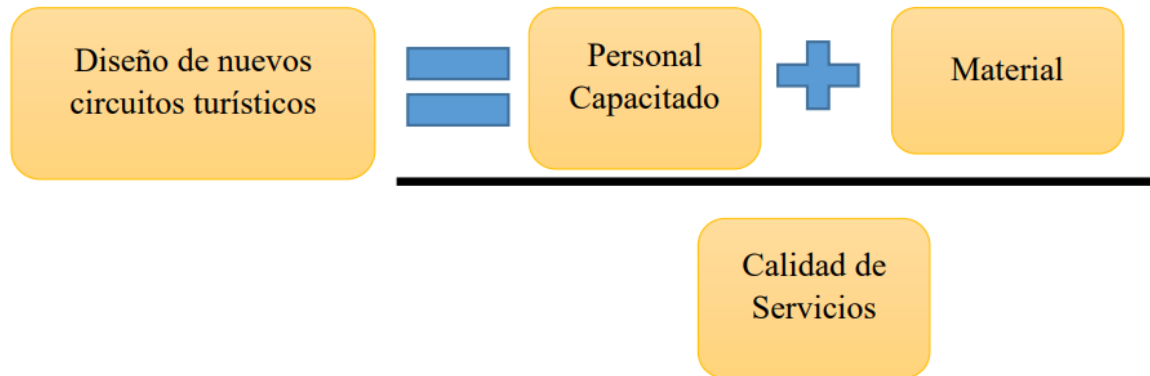 Diseño de nuevos
circuitos turísticos
Personal
Capacitado
Material
Calidad de
Servicios